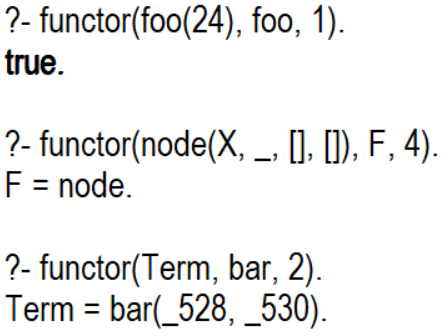 ?- functor(foo(24), foo, 1).
true.
?- functor(node(X, _, [], []), F, 4).
F = node.
?- functor(Term, bar, 2).
Term = bar(_528, _530).